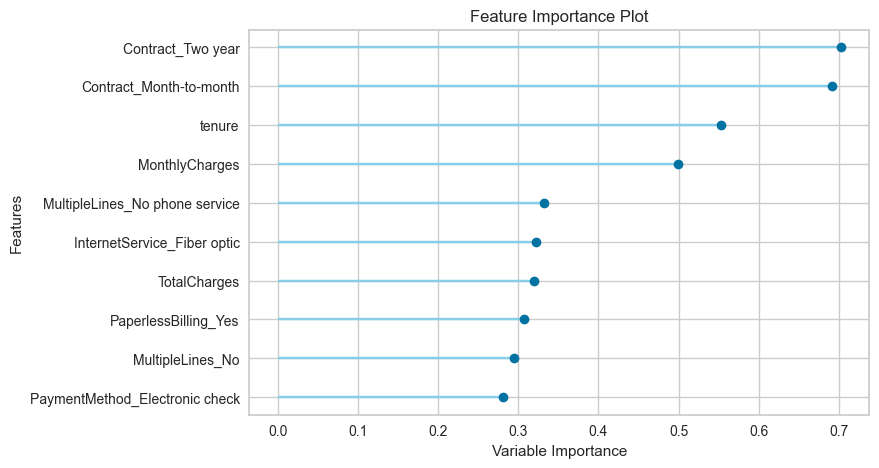 Feature Importance Plot
Contract_Two year
Contract_Month-to-month
tenure
MonthlyCharges
MultipleLines_No phone service
InternetService_Fiber optic
TotalCharges
PaperlessBilling_Yes
MultipleLines_No
PaymentMethod_Electronic check
Features
0.0 0.1 0.2 0.3 0.4 0.5 0.6 0.7
Variable Importance